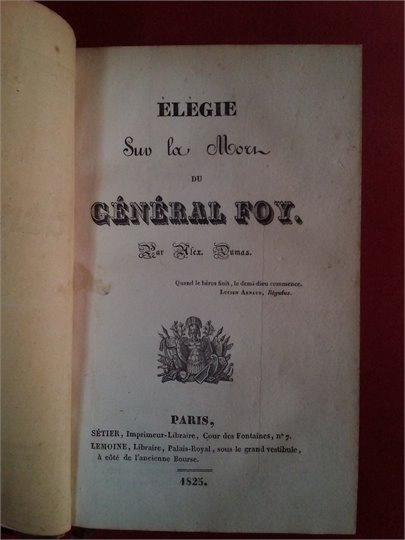 ÉLÉGIE
Sur la Mort
DU
GÉNÉRAL FOY.
Par Alex. Dumas.
Quand le héros finit, le demi-dieu commence.
LUCIEN ARNAUD, Régulus.
PARIS,
SÉTIER, Imprimeur-Libraire, Cour des Fontaines, nº 7.
LEMOINE, Libraire, Palais-Royal, sous le grand vestibule,
à côté de l'ancienne Bourse.
1825.